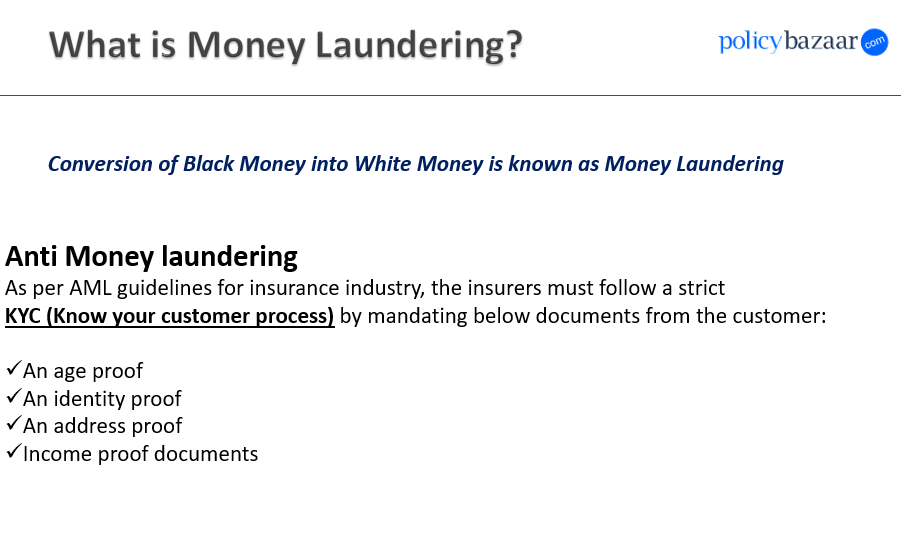 What is Money Laundering?
policybazaar.com
Conversion of Black Money into White Money is known as Money Laundering
Anti Money laundering
As per AML guidelines for insurance industry, the insurers must follow a strict
KYC (Know your customer process) by mandating below documents from the customer:
✓An age proof
✓An identity proof
✓An address proof
✓Income proof documents